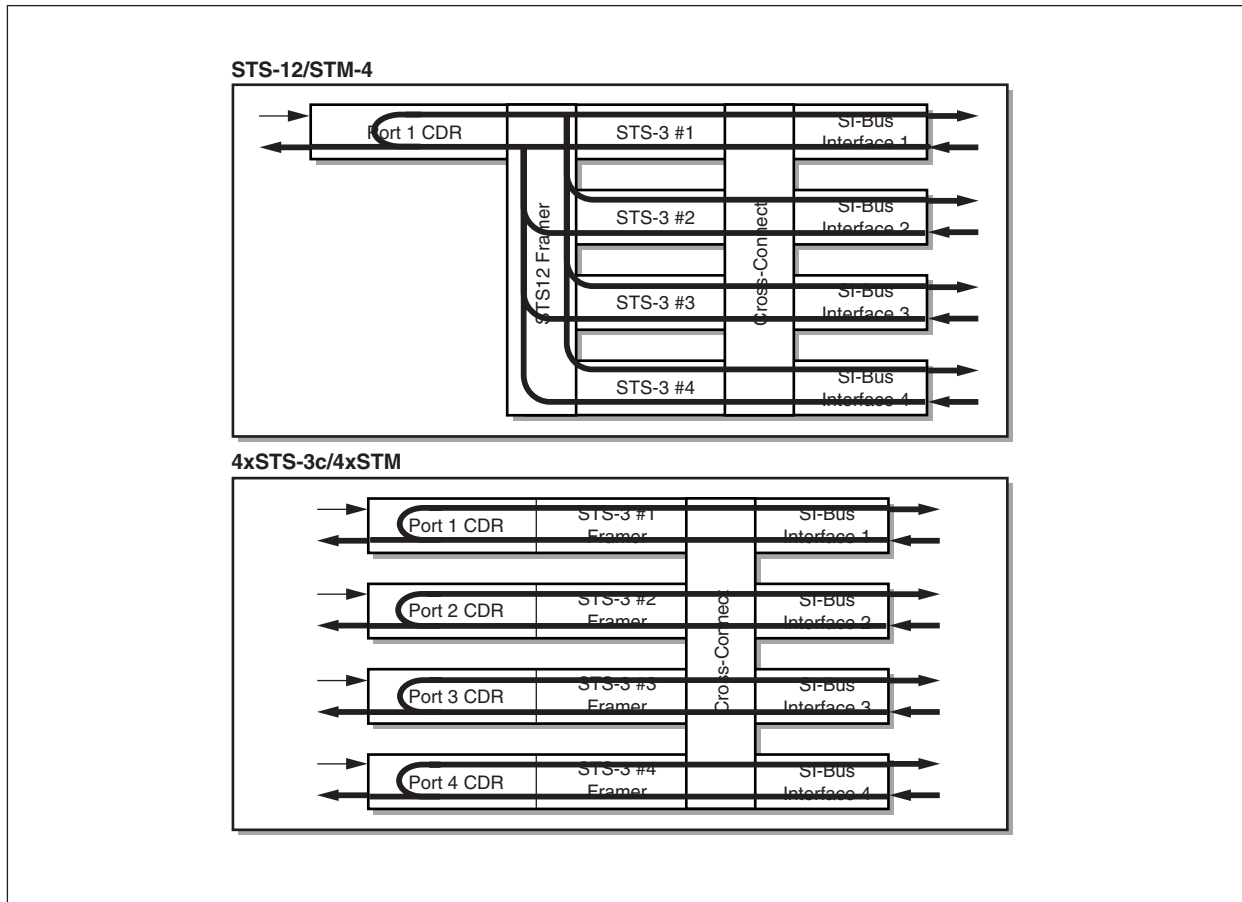 STS-12/STM-4
Port 1 CDR
STS12 Framer
STS-3 #1
STS-3 #2
STS-3 #3
STS-3 #4
Cross-Connect
SI-Bus
Interface 1
SI-Bus
Interface 2
SI-Bus
Interface 3
SI-Bus
Interface 4
4xSTS-3c/4xSTM
Port 1 CDR
STS-3 #1
Framer
SI-Bus
Interface 1
Port 2 CDR
STS-3 #2
Framer
SI-Bus
Interface 2
Cross-Connect
Port 3 CDR
STS-3 #3
Framer
SI-Bus
Interface 3
Port 4 CDR
STS-3 #4
Framer
SI-Bus
Interface 4